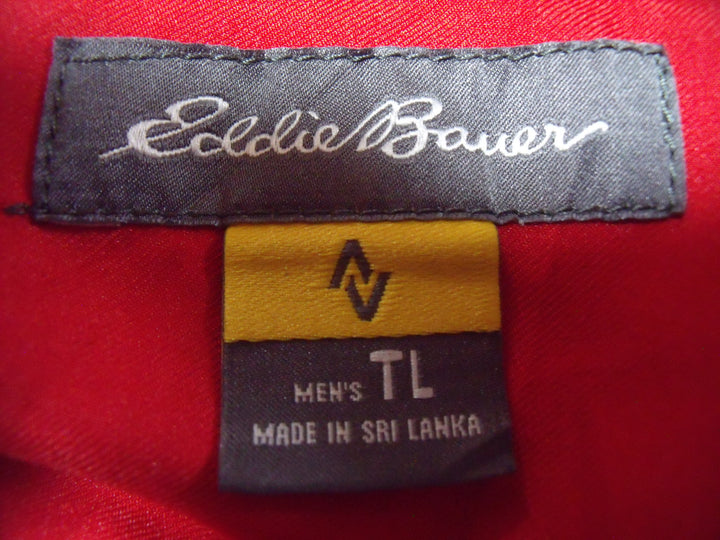 Eddie Bauer
MEN'S TL
MADE IN SRI LANKA